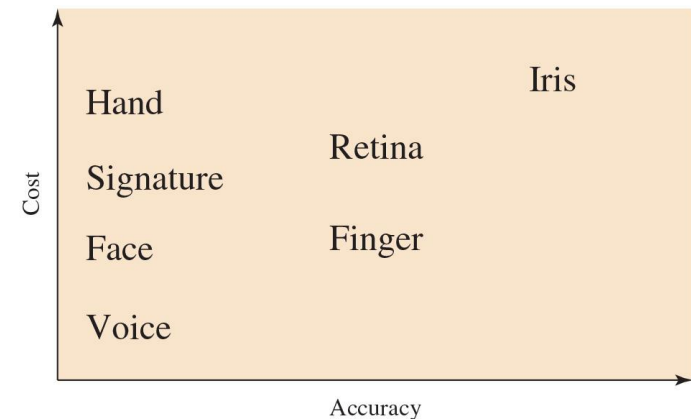 Iris
Hand
Retina
Signature
Finger
Face
Voice
Cost
Accuracy